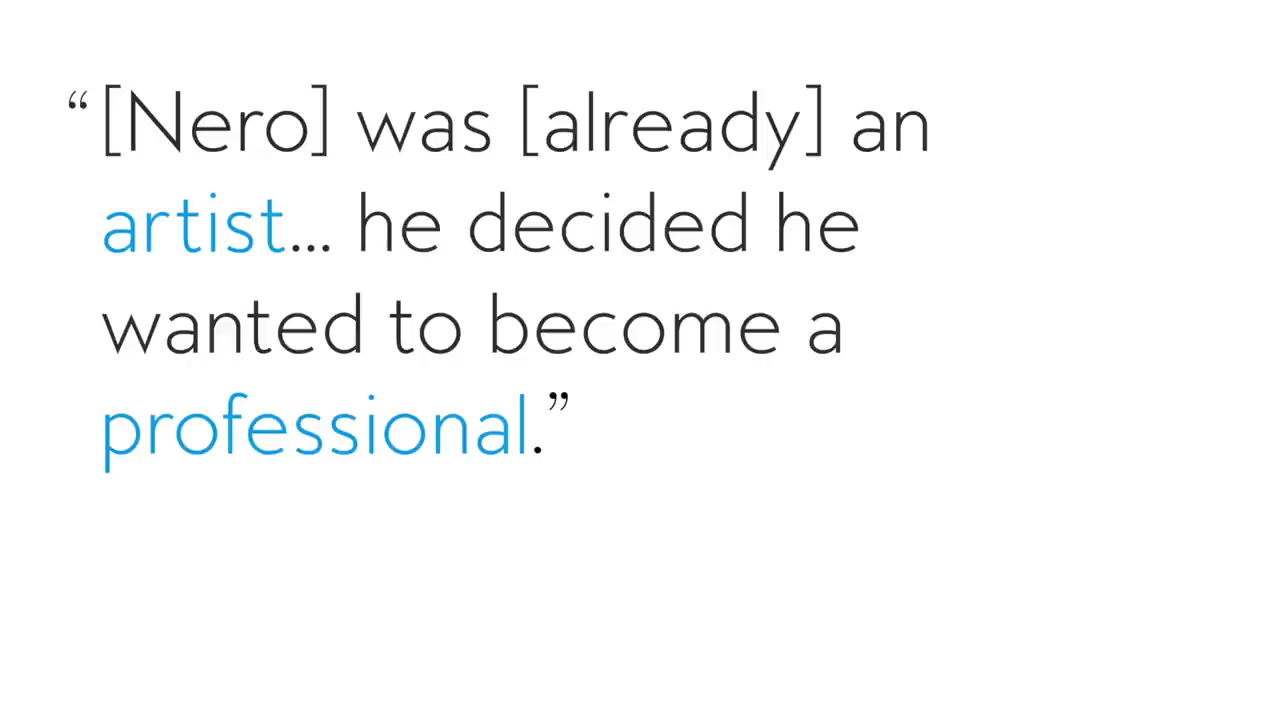 “[Nero] was [already] an
artist... he decided he
wanted to become a
professional.”